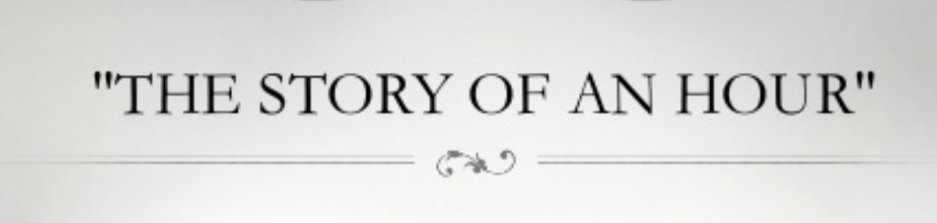 "THE STORY OF AN HOUR"